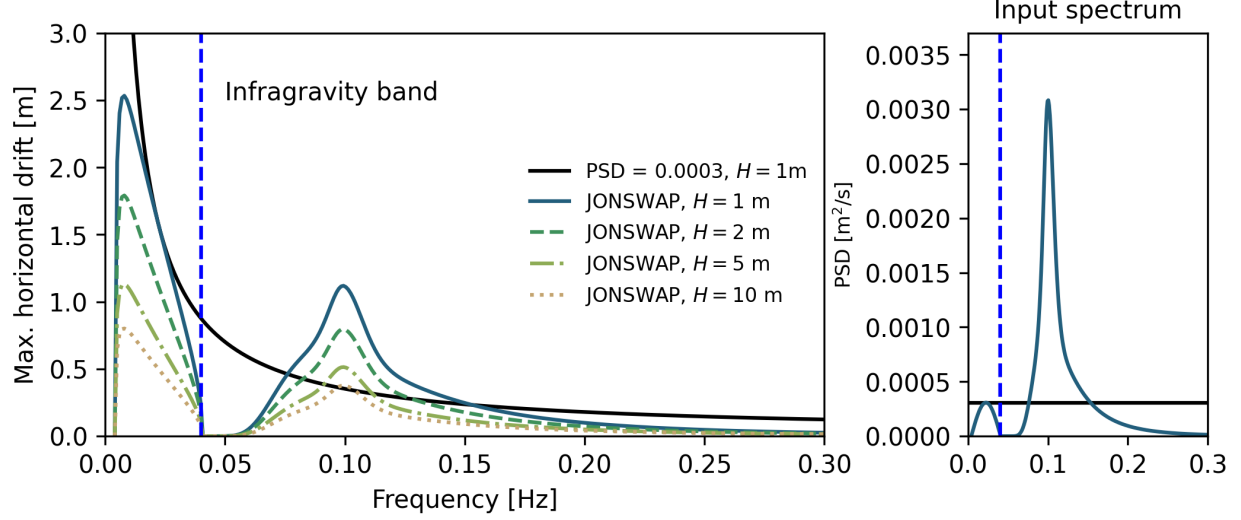 Input spectrum
3.0
2.5
2.0
1.5
1.0
0.5
0.0
Max. horizontal drift [m]
Infragravity band
PSD = 0.0003, H = 1m
JONSWAP, H = 1 m
JONSWAP, H = 2 m
JONSWAP, H = 5 m
JONSWAP, H = 10 m
0.00 0.05 0.10 0.15 0.20 0.25 0.30
Frequency [Hz]
0.0035
0.0030
0.0025
0.0020
0.0015
0.0010
0.0005
0.0000
PSD [m²/s]
0.0 0.1 0.2 0.3